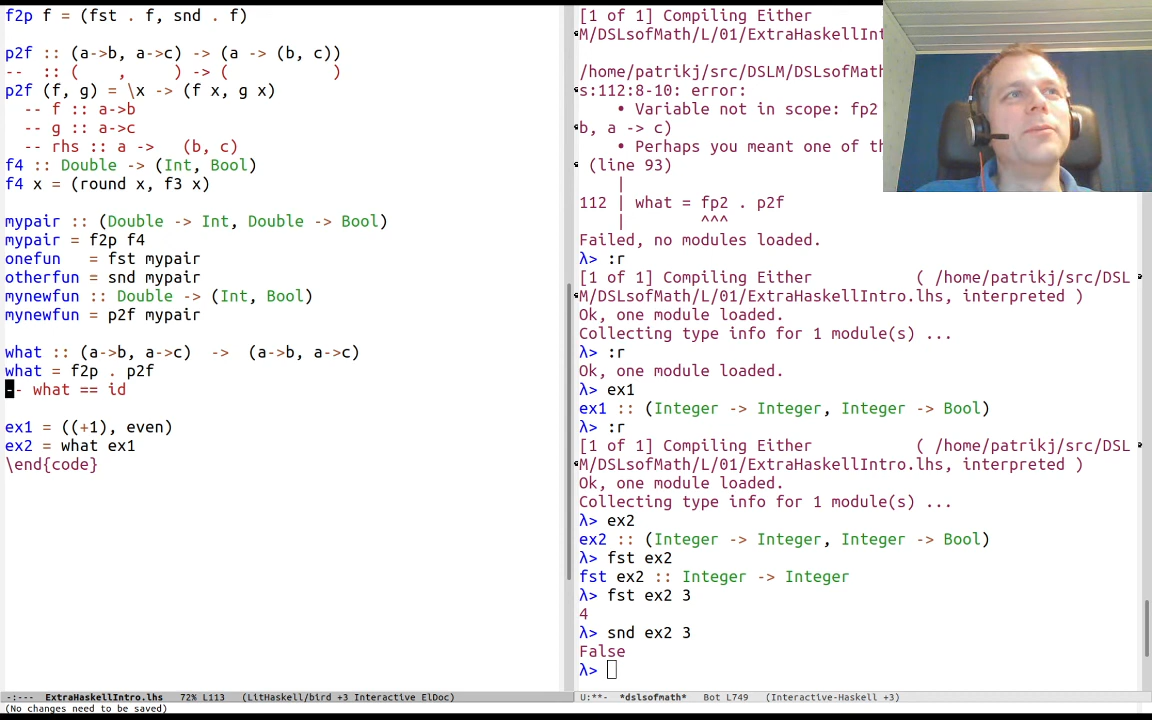 f2p f = (fst . f, snd . f)
p2f :: (a->b, a->c) -> (a -> (b, c))
-- :: (    ,      ) -> (            )
p2f (f, g) = \x -> (f x, g x)
-- f :: a->b
-- g :: a->c
-- rhs :: a ->   (b, c)
f4 :: Double -> (Int, Bool)
f4 x = (round x, f3 x)
mypair :: (Double -> Int, Double -> Bool)
mypair = f2p f4
onefun   = fst mypair
otherfun = snd mypair
mynewfun :: Double -> (Int, Bool)
mynewfun = p2f mypair
what :: (a->b, a->c)  ->  (a->b, a->c)
what = f2p . p2f
-- what == id
ex1 = ((+1), even)
ex2 = what ex1
\end{code}
-:---  ExtraHaskellIntro.lhs   72% L113   (LitHaskell/bird +3 Interactive ElDoc)
(No changes need to be saved)
[1 of 1] Compiling Either
M/DSLsofMath/L/01/ExtraHaskellInt
/home/patrikj/src/DSLM/DSLsofMath
s:112:8-10: error:
• Variable not in scope: fp2
b, a -> c)
• Perhaps you meant one of th
(line 93)
|
112 | what = fp2 . p2f
|        ^^^
Failed, no modules loaded.
λ> :r
[1 of 1] Compiling Either           ( /home/patrikj/src/DSL
M/DSLsofMath/L/01/ExtraHaskellIntro.lhs, interpreted )
Ok, one module loaded.
Collecting type info for 1 module(s) ...
λ> :r
Ok, one module loaded.
λ> ex1
ex1 :: (Integer -> Integer, Integer -> Bool)
λ> :r
[1 of 1] Compiling Either           ( /home/patrikj/src/DSL
M/DSLsofMath/L/01/ExtraHaskellIntro.lhs, interpreted )
Ok, one module loaded.
Collecting type info for 1 module(s) ...
λ> ex2
ex2 :: (Integer -> Integer, Integer -> Bool)
λ> fst ex2
fst ex2 :: Integer -> Integer
λ> fst ex2 3
4
λ> snd ex2 3
False
λ>
U:**-  *dslsofmath*   Bot L749   (Interactive-Haskell +3)